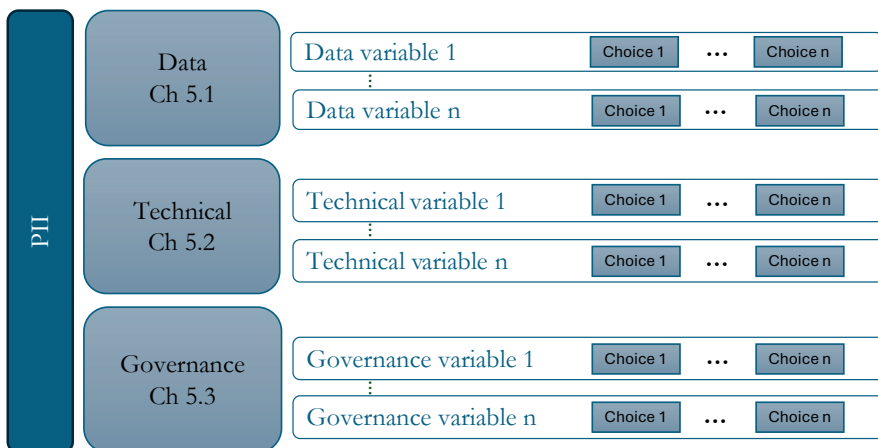 PII
Data
Ch 5.1
Data variable 1 Choice 1 ... Choice n
Data variable n Choice 1 ... Choice n
Technical
Ch 5.2
Technical variable 1 Choice 1 ... Choice n
Technical variable n Choice 1 ... Choice n
Governance
Ch 5.3
Governance variable 1 Choice 1 ... Choice n
Governance variable n Choice 1 ... Choice n